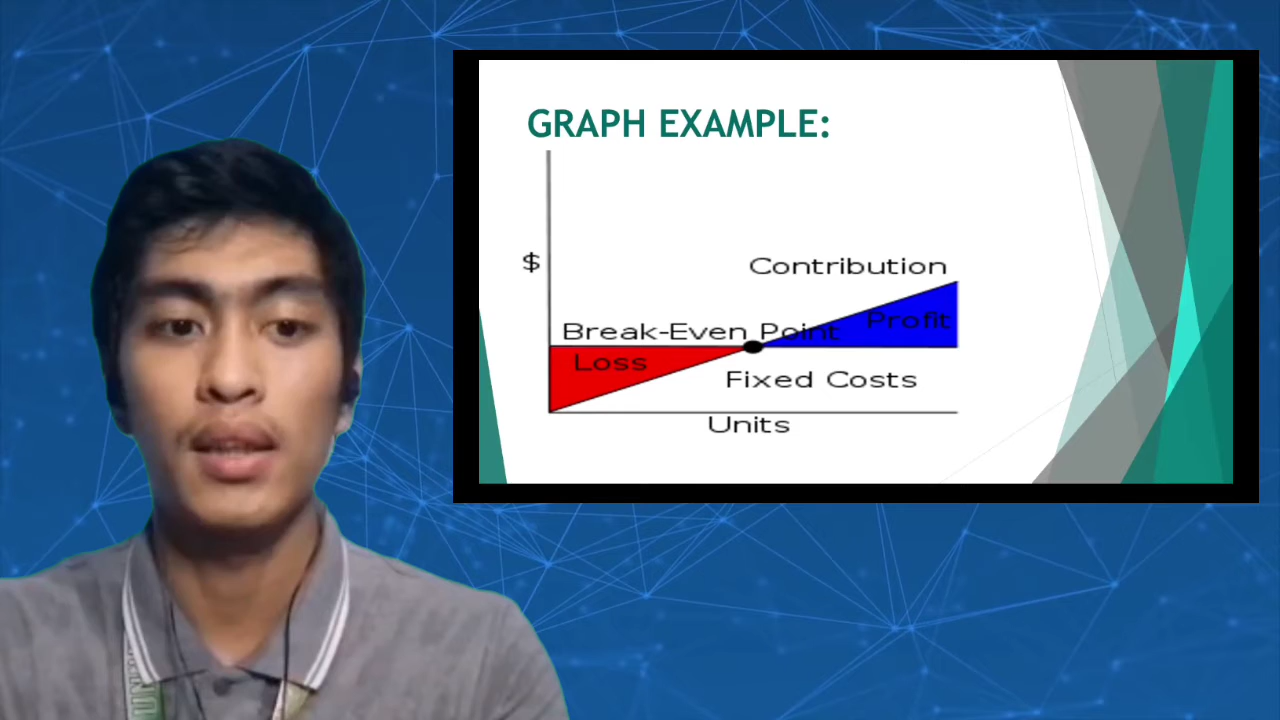 GRAPH EXAMPLE:
$
Contribution
Profit
Break-Even Point
Loss
Fixed Costs
Units